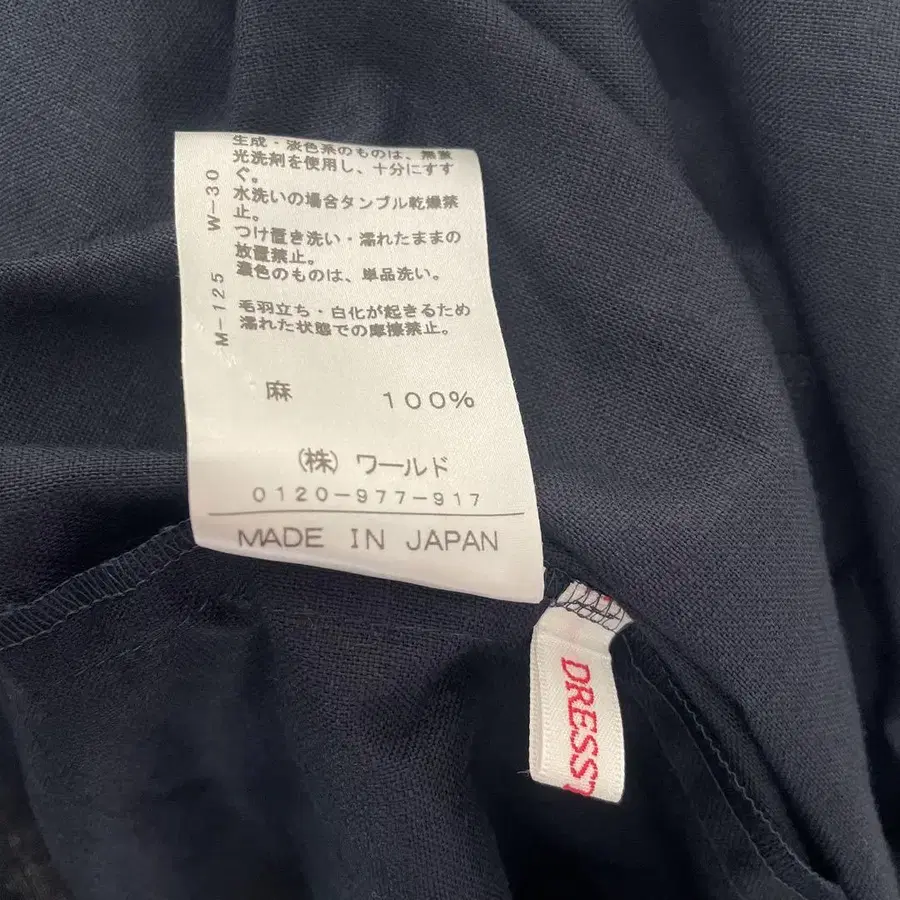 生成・淡色系のものは、無蛍
光洗剤を使用し、十分にすす
ぐ。
水洗いの場合タンブル乾燥禁
止。
つけ置き洗い・濡れたままの
放置禁止。
濃色のものは、単品洗い。
毛羽立ち・白化が起きるため
濡れた状態での摩擦禁止。
M-125 W-30
麻 100%
(株) ワールド
0120-977-917
MADE IN JAPAN
DRESST